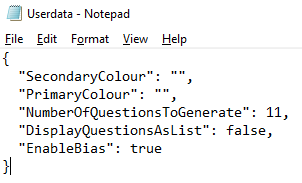 Userdata - Notepad
File Edit Format View Help
{
  "SecondaryColour": "",
  "PrimaryColour": "",
  "NumberOfQuestionsToGenerate": 11,
  "DisplayQuestionsAsList": false,
  "EnableBias": true
}